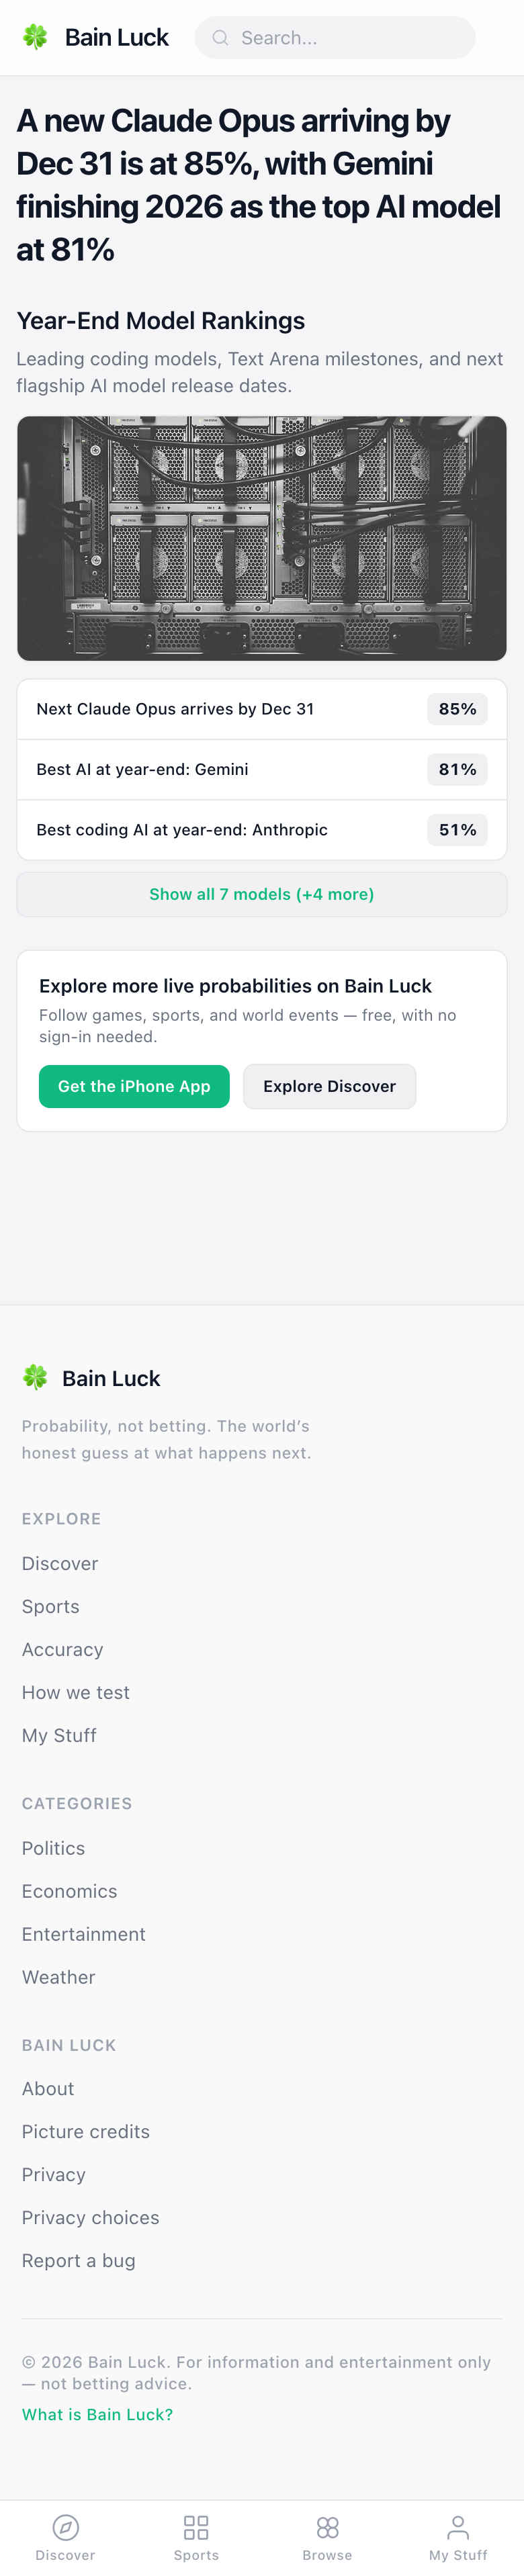 Bain Luck
Search...
A new Claude Opus arriving by
Dec 31 is at 85%, with Gemini
finishing 2026 as the top AI model
at 81%
Year-End Model Rankings
Leading coding models, Text Arena milestones, and next
flagship AI model release dates.
Next Claude Opus arrives by Dec 31
85%
Best AI at year-end: Gemini
81%
Best coding AI at year-end: Anthropic
51%
Show all 7 models (+4 more)
Explore more live probabilities on Bain Luck
Follow games, sports, and world events — free, with no
sign-in needed.
Get the iPhone App
Explore Discover
Bain Luck
Probability, not betting. The world’s
honest guess at what happens next.
EXPLORE
Discover
Sports
Accuracy
How we test
My Stuff
CATEGORIES
Politics
Economics
Entertainment
Weather
BAIN LUCK
About
Picture credits
Privacy
Privacy choices
Report a bug
© 2026 Bain Luck. For information and entertainment only
— not betting advice.
What is Bain Luck?
Discover
Sports
Browse
My Stuff